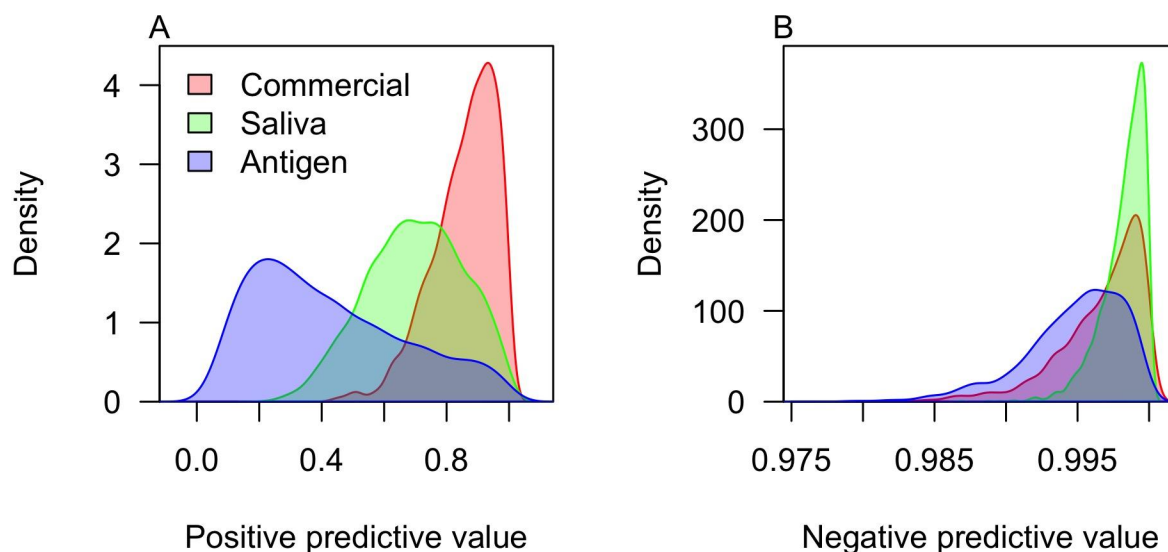 A
Commercial
Saliva
Antigen
4
3
2
1
0
Density
0.0 0.4 0.8
Positive predictive value
B
300
200
100
0
Density
0.975 0.985 0.995
Negative predictive value